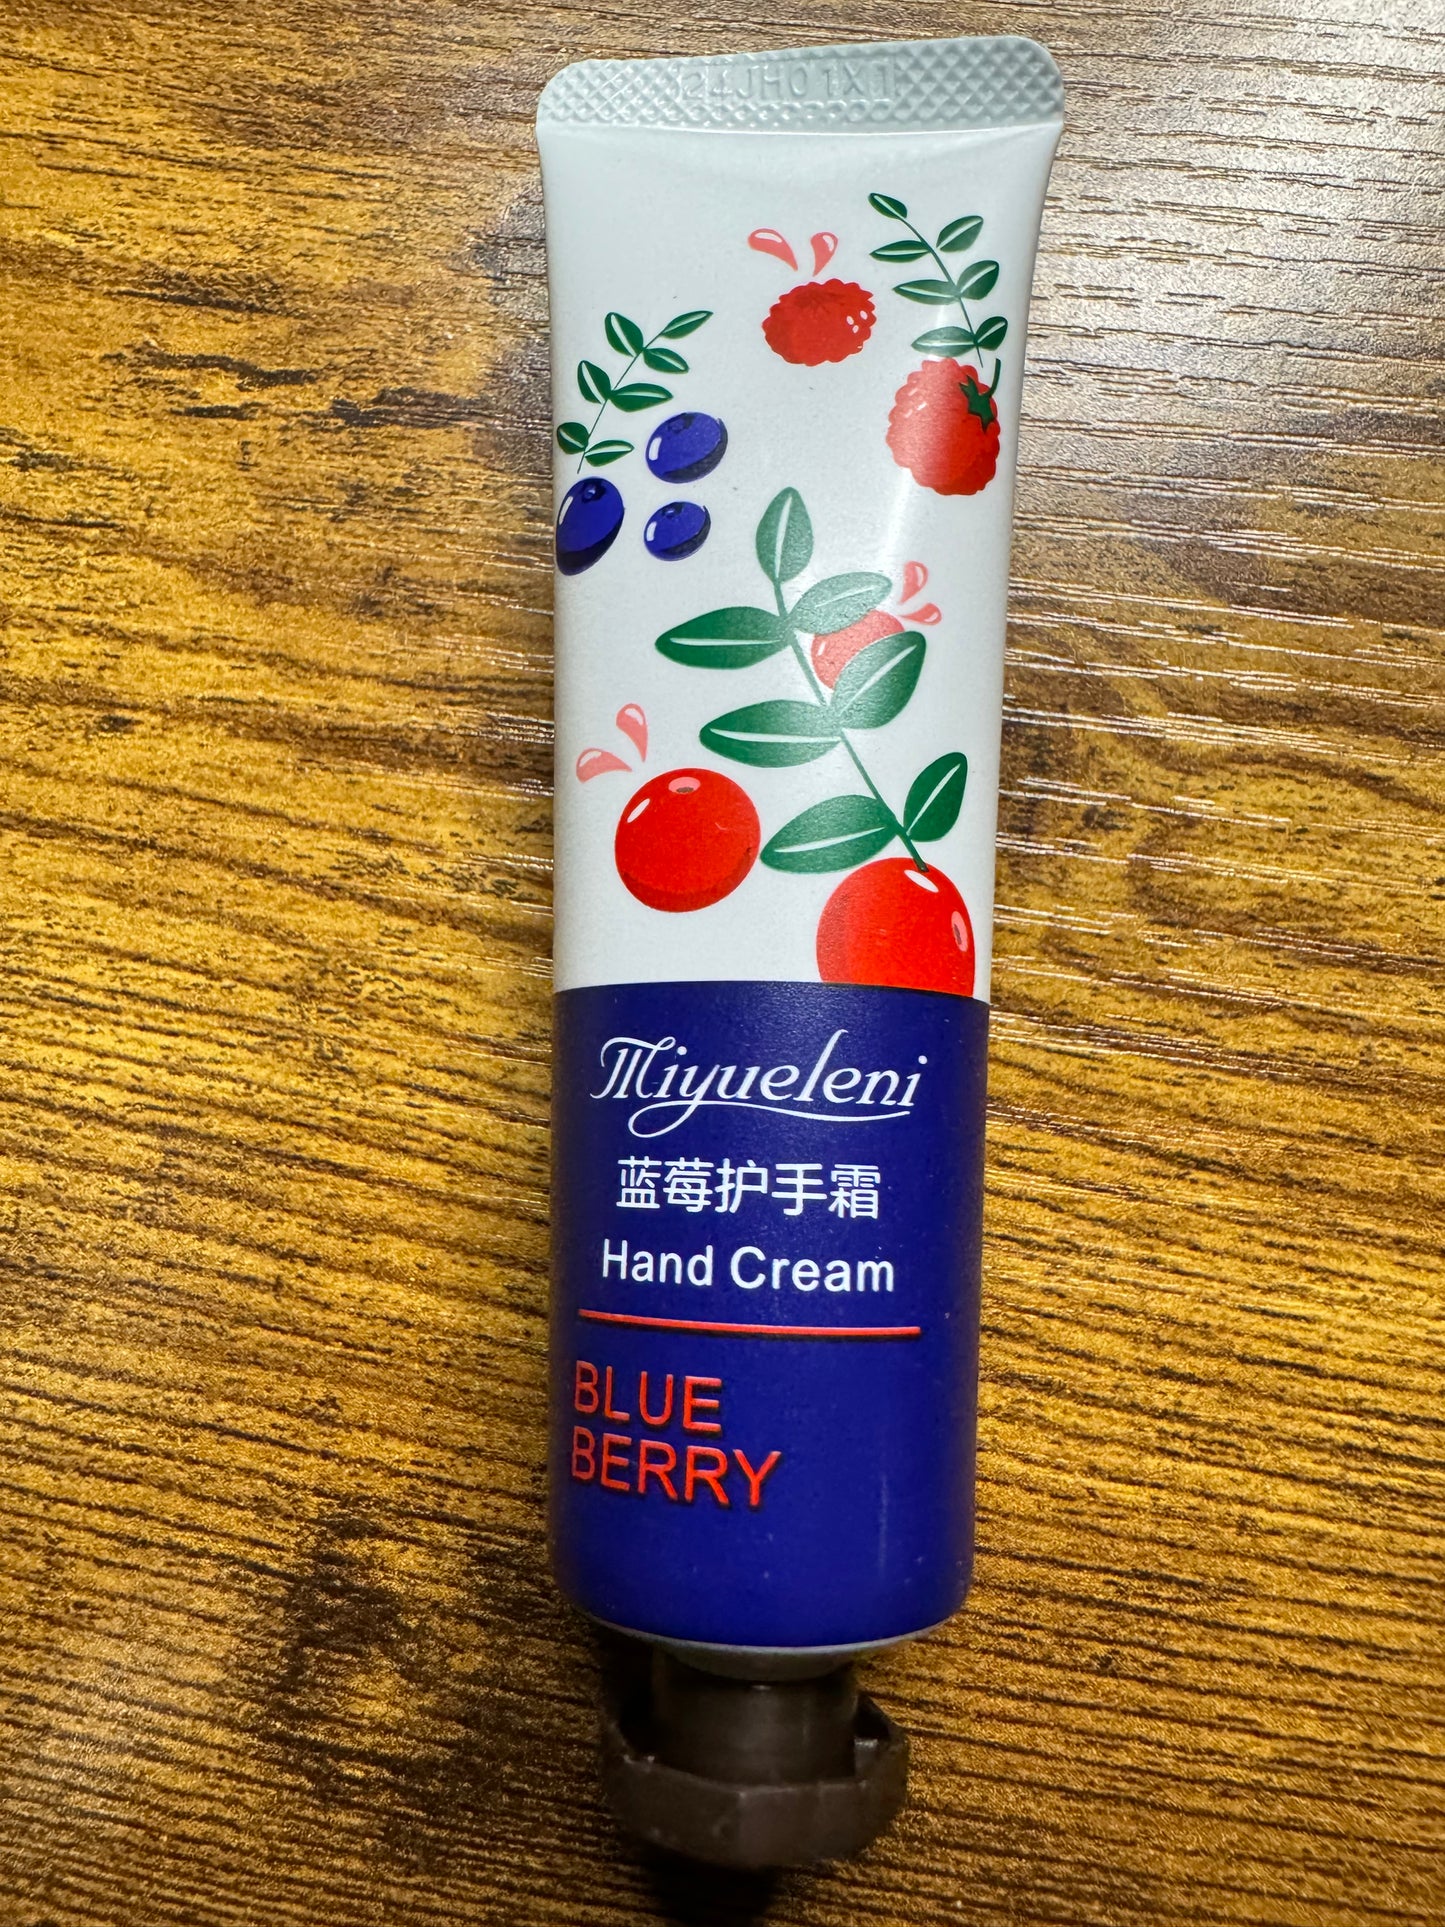 Miyueleni
蓝莓护手霜
Hand Cream
BLUE
BERRY